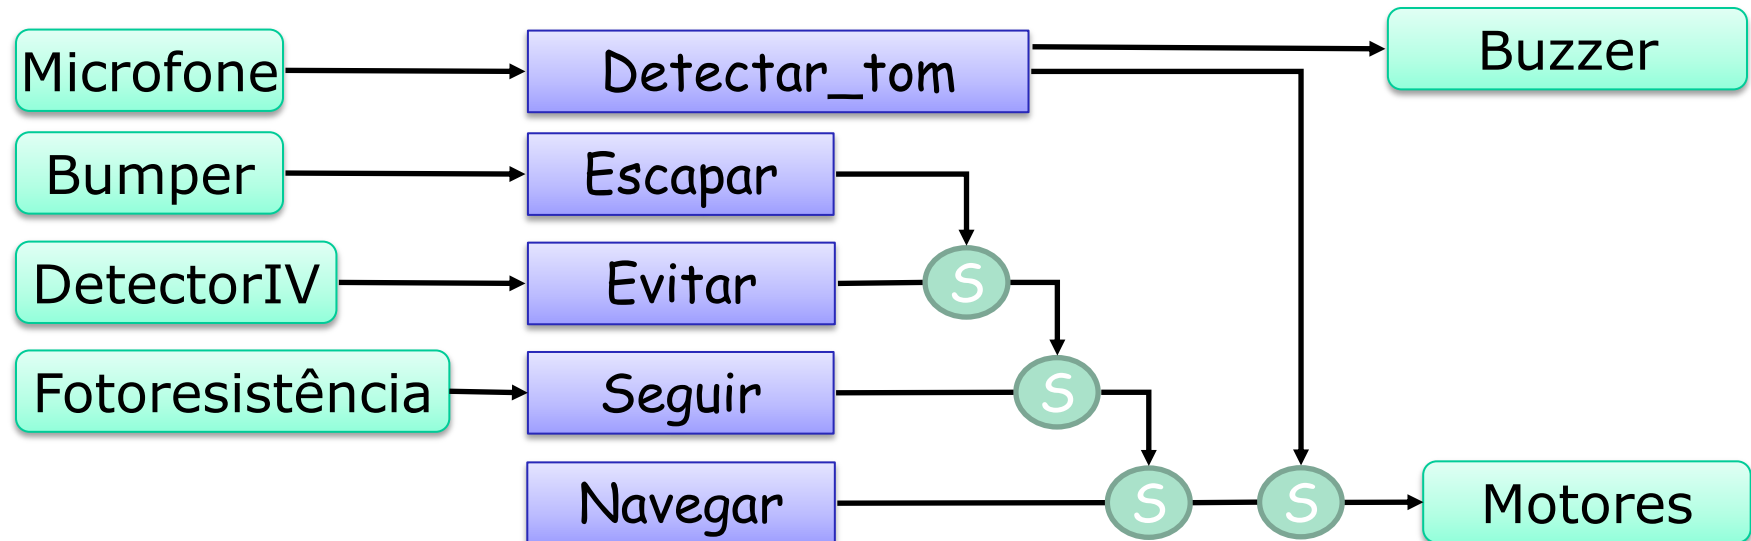 Microfone
Detectar_tom
Buzzer
Bumper
Escapar
DetectorIV
Evitar
S
Fotoresistência
Seguir
S
Navegar
S
S
Motores